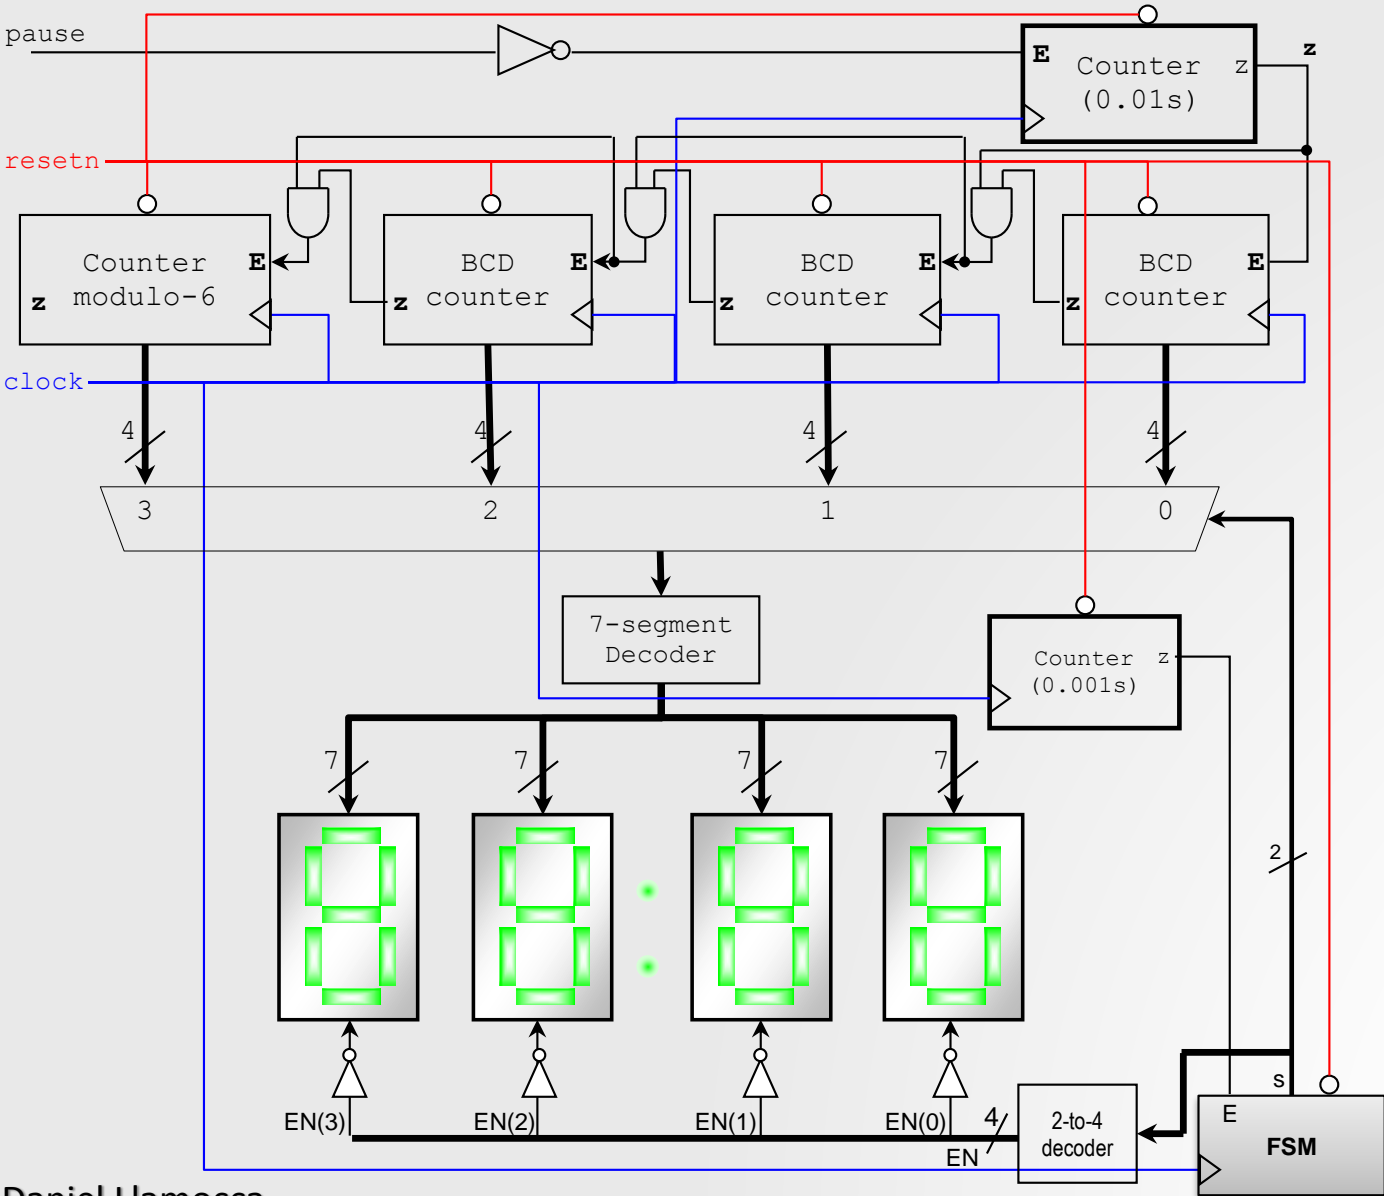 pause
E
Counter
(0.01s)
z
z
resetn
Counter
modulo-6
E
z
BCD
counter
E
z
BCD
counter
E
z
BCD
counter
E
z
clock
4
4
4
4
3
2
1
0
7-segment
Decoder
Counter
(0.001s)
z
7
7
7
7
2
s
EN(3)
EN(2)
EN(1)
EN(0)
4
EN
2-to-4
decoder
E
FSM